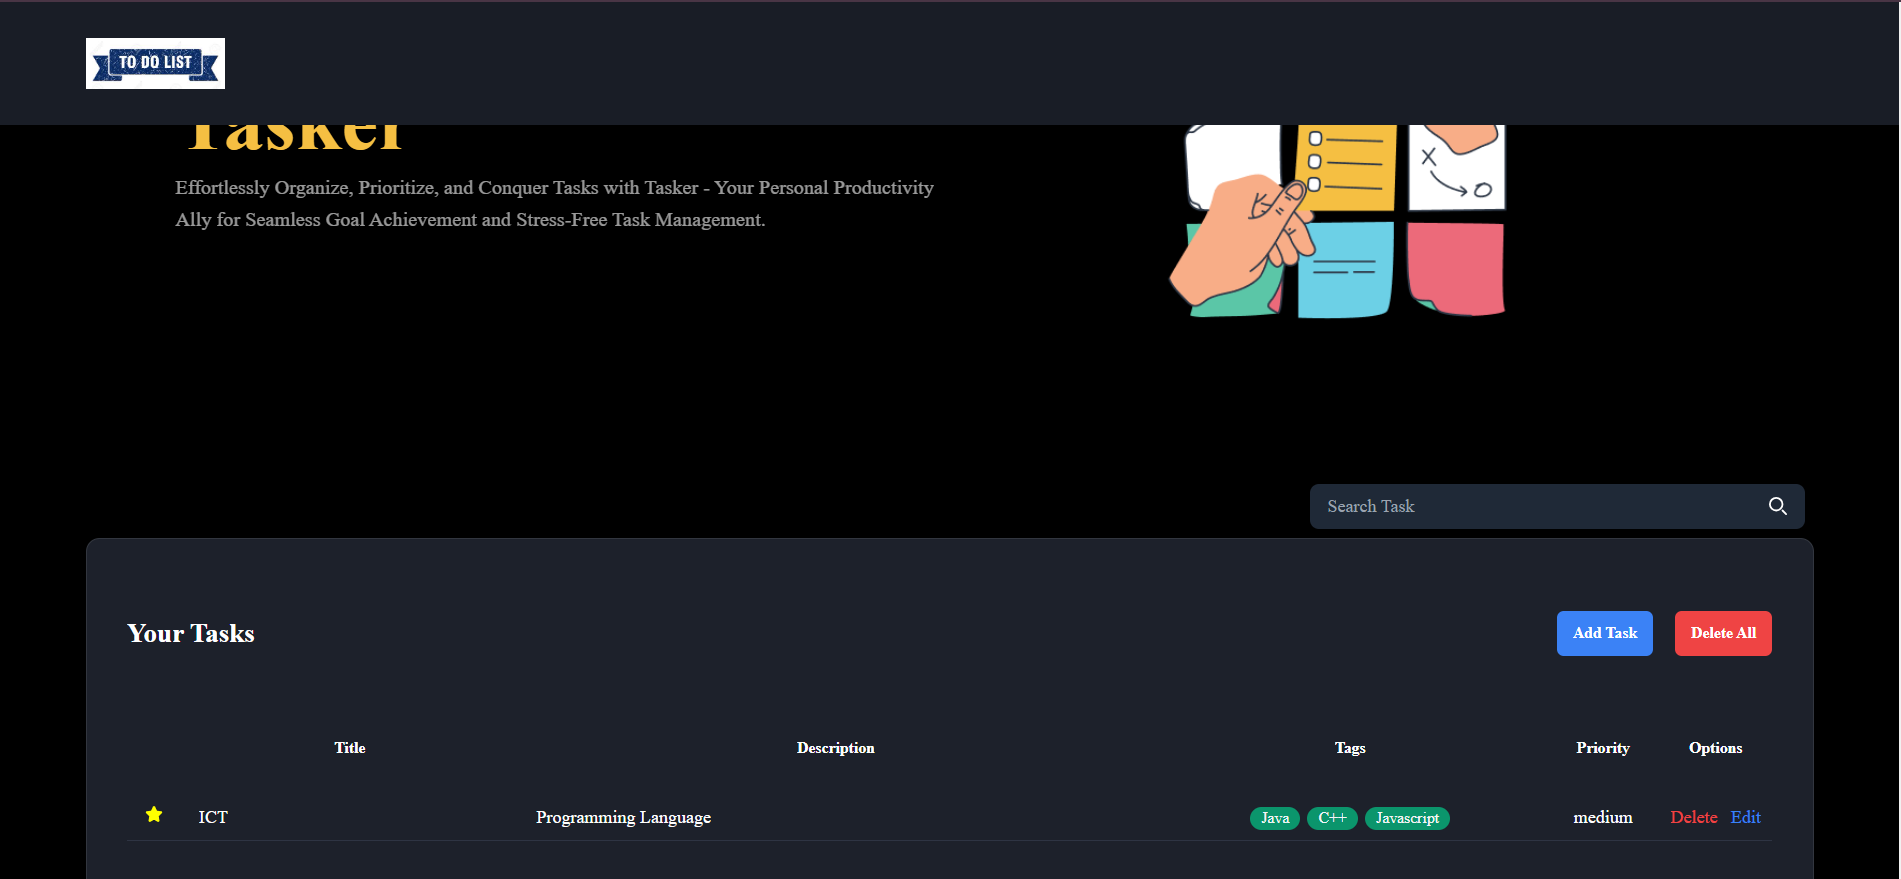 TO DO LIST
Tasker
Effortlessly Organize, Prioritize, and Conquer Tasks with Tasker - Your Personal Productivity
Ally for Seamless Goal Achievement and Stress-Free Task Management.
Search Task
Your Tasks
Add Task
Delete All
Title Description Tags Priority Options
ICT Programming Language Java C++ Javascript medium Delete Edit